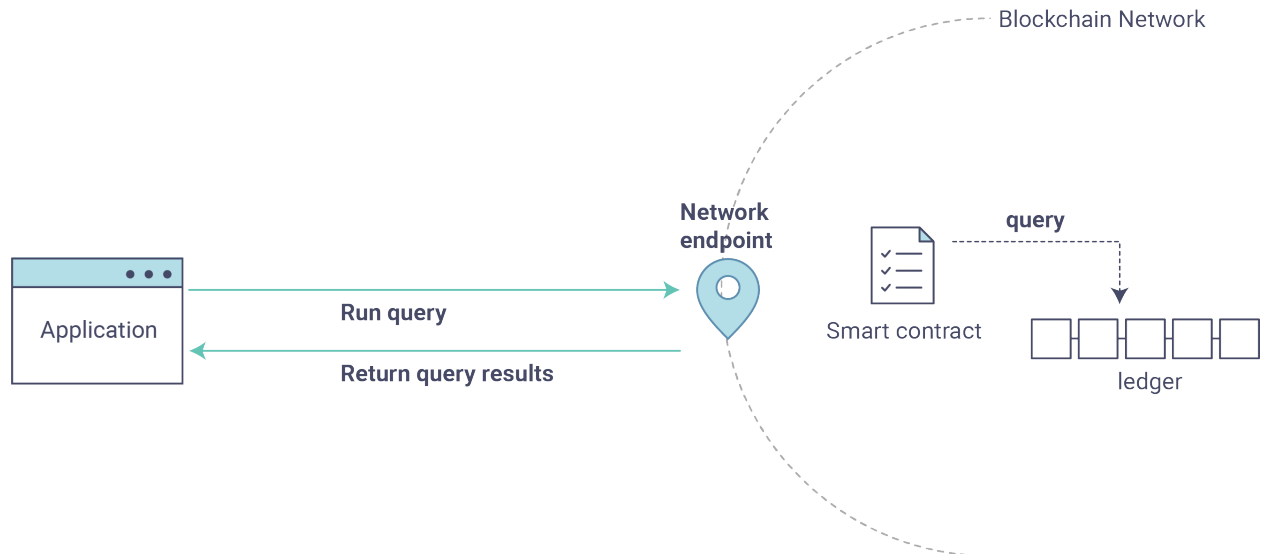 Blockchain Network
Network
endpoint
query
Run query
Application
Smart contract
Return query results
ledger